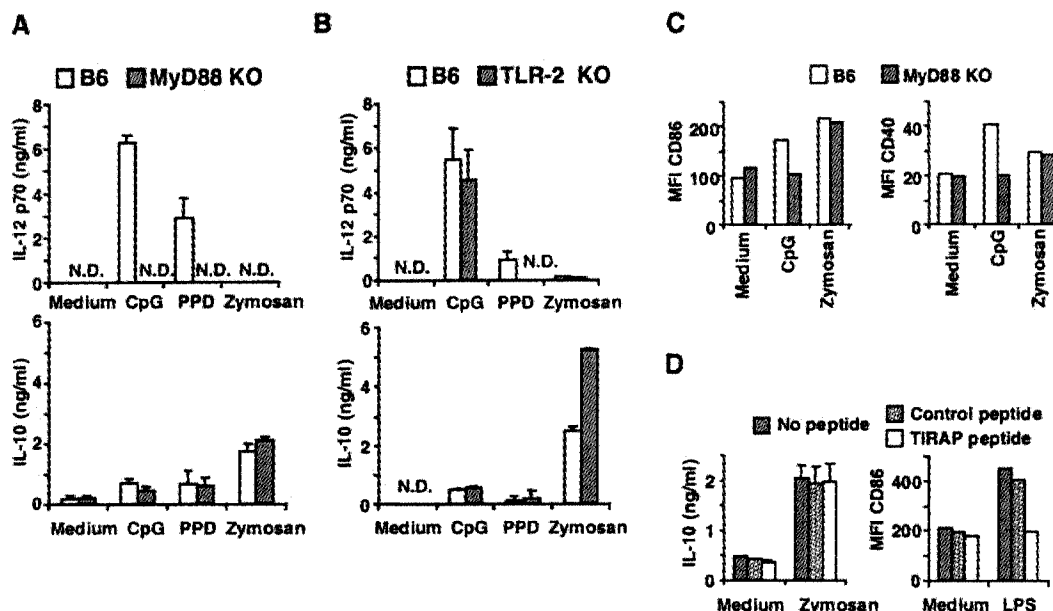 A
B6 MyD88 KO
IL-12 p70 (ng/ml)
8
6
4
2
0
N.D. N.D. N.D. N.D.
Medium CpG PPD Zymosan
IL-10 (ng/ml)
6
4
2
0
Medium CpG PPD Zymosan
B
B6 TLR-2 KO
IL-12 p70 (ng/ml)
8
6
4
2
0
N.D. N.D.
Medium CpG PPD Zymosan
IL-10 (ng/ml)
6
4
2
0
N.D.
Medium CpG PPD Zymosan
C
B6 MyD88 KO
MFI CD86
200
100
0
Medium
CpG
Zymosan
MFI CD40
40
20
0
Medium
CpG
Zymosan
D
No peptide
Control peptide
TIRAP peptide
IL-10 (ng/ml)
2
1
0
Medium Zymosan
MFI CD86
400
200
0
Medium LPS